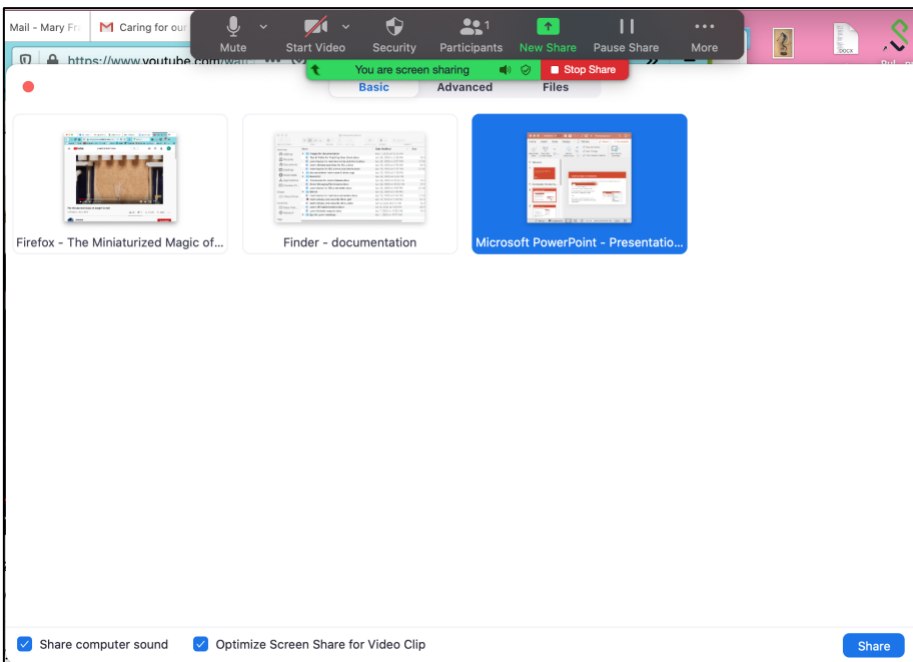 Mail - Mary Fr
Caring for our
Mute
Start Video
Security
Participants
1
New Share
Pause Share
More
https://www.youtube.com/wat
You are screen sharing
Stop Share
DOCX
Basic
Advanced
Files
Firefox - The Miniaturized Magic of...
Finder - documentation
Microsoft PowerPoint - Presentatio...
Share computer sound
Optimize Screen Share for Video Clip
Share